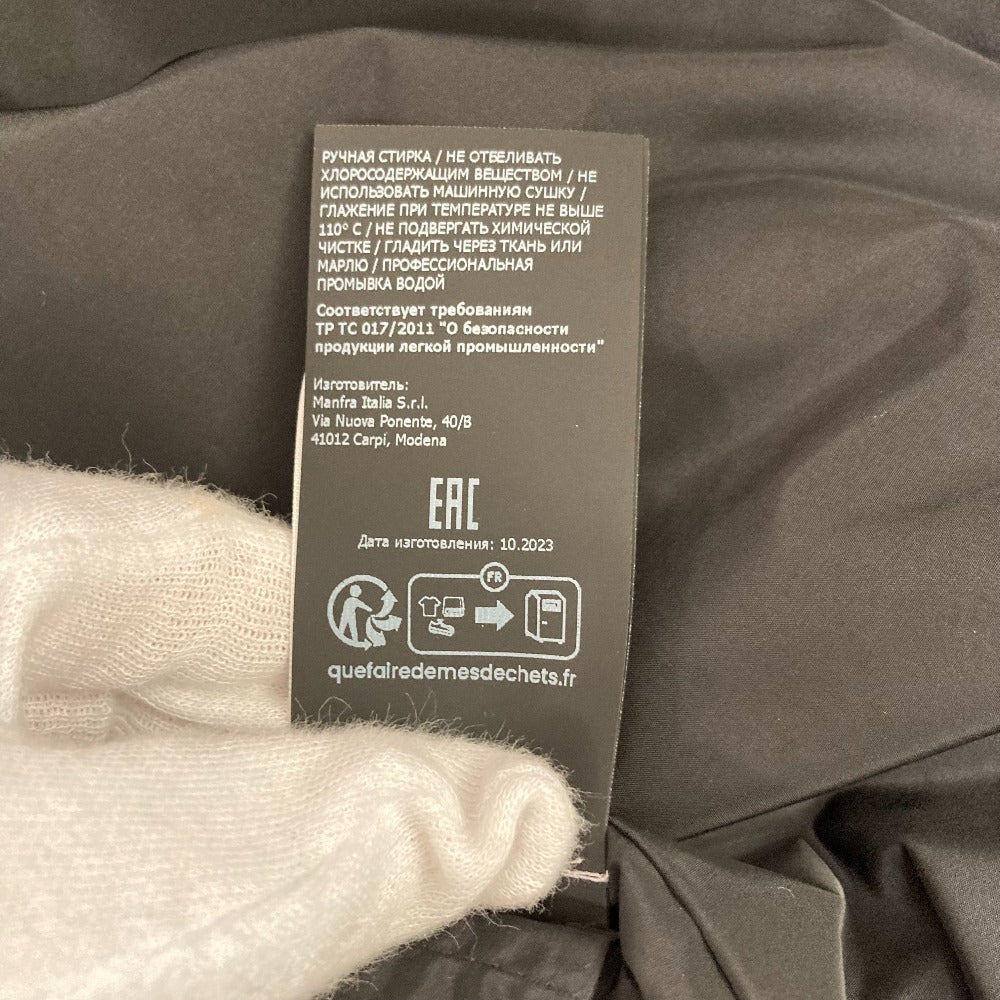 РУЧНАЯ СТИРКА / НЕ ОТБЕЛИВАТЬ
ХЛОРОСОДЕРЖАЩИМ ВЕЩЕСТВОМ / НЕ
ИСПОЛЬЗОВАТЬ МАШИННУЮ СУШКУ /
ГЛАЖЕНИЕ ПРИ ТЕМПЕРАТУРЕ НЕ ВЫШЕ
110° C / НЕ ПОДВЕРГАТЬ ХИМИЧЕСКОЙ
ЧИСТКЕ / ГЛАДИТЬ ЧЕРЕЗ ТКАНЬ ИЛИ
МАРЛЮ / ПРОФЕССИОНАЛЬНАЯ
ПРОМЫВКА ВОДОЙ
Соответствует требованиям
ТР ТС 017/2011 "О безопасности
продукции легкой промышленности"
Изготовитель:
Manfra Italia S.r.l.
Via Nuova Ponente, 40/B
41012 Carpi, Modena
EAC
Дата изготовления: 10.2023
FR
quefairedemesdechets.fr